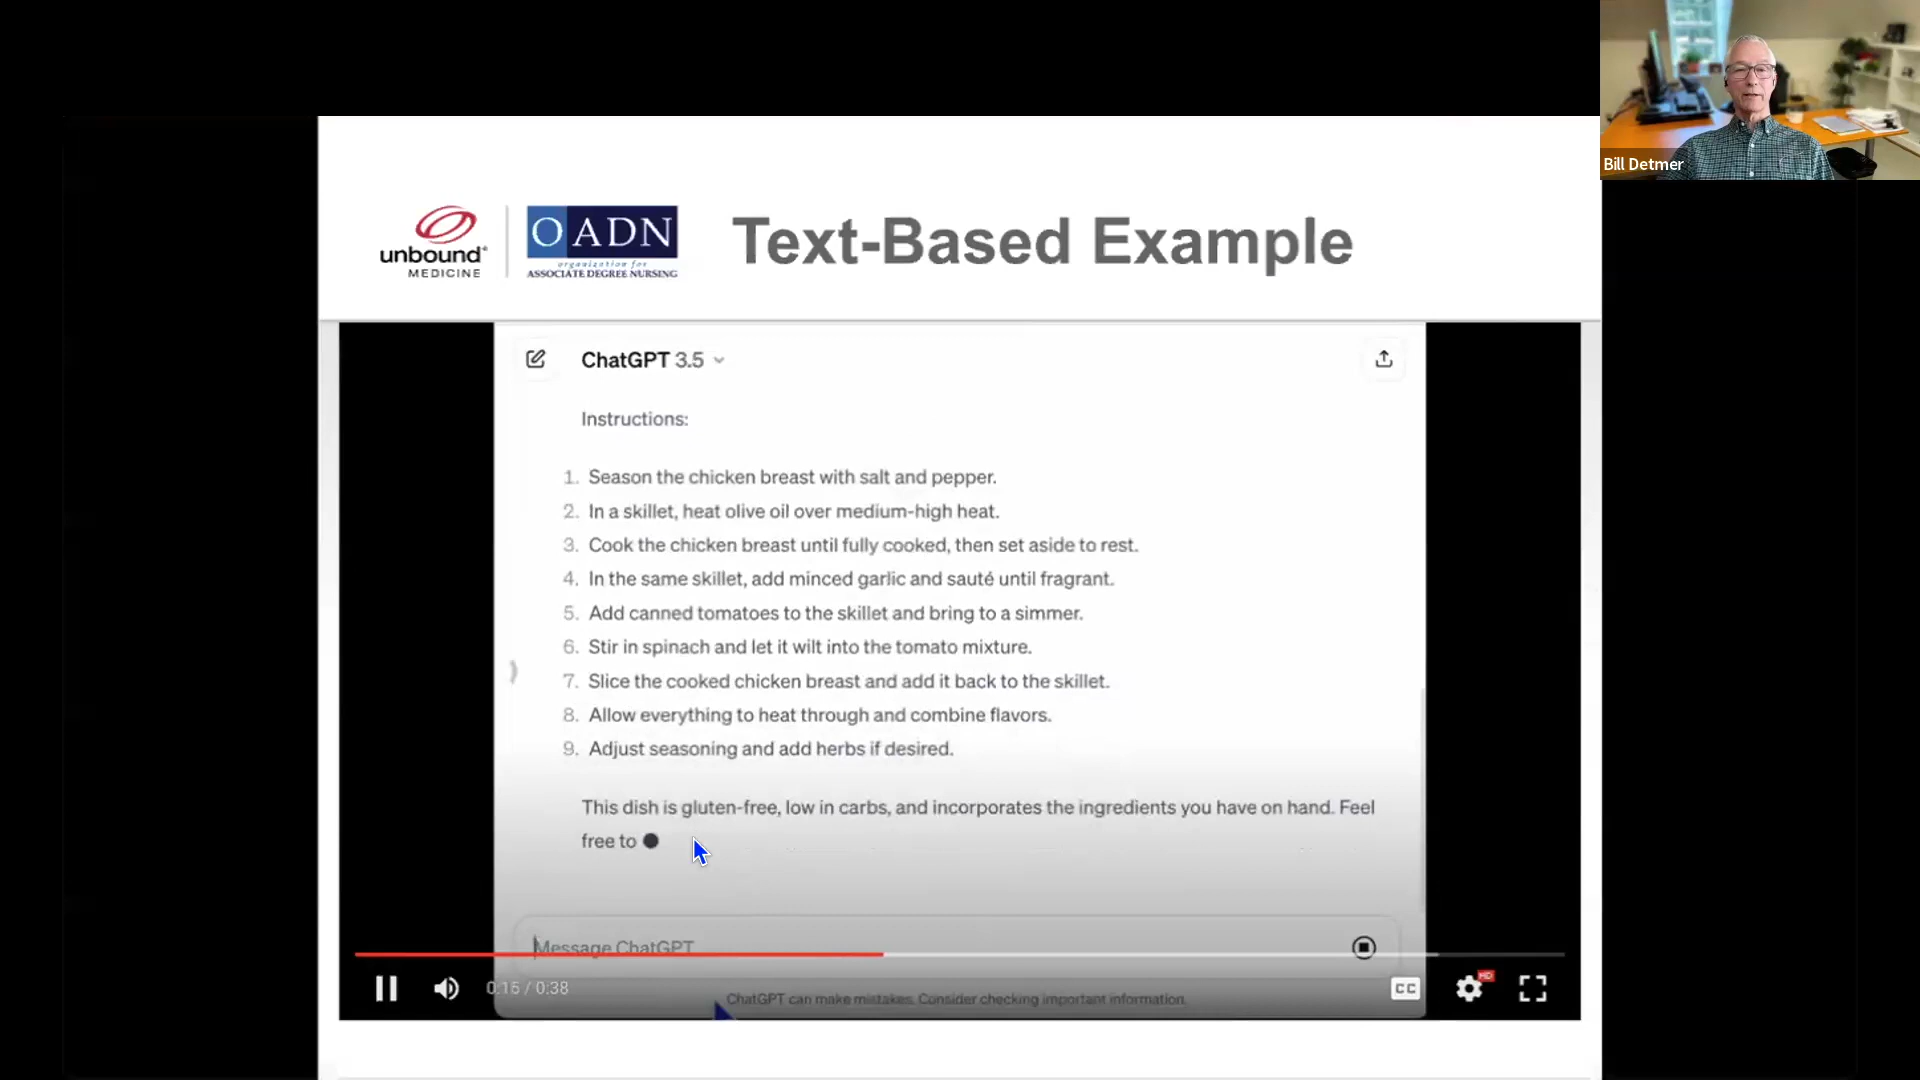 Bill Detmer
unbound
MEDICINE
OADN
organization for
ASSOCIATE DEGREE NURSING
Text-Based Example
ChatGPT 3.5
Instructions:
1. Season the chicken breast with salt and pepper.
2. In a skillet, heat olive oil over medium-high heat.
3. Cook the chicken breast until fully cooked, then set aside to rest.
4. In the same skillet, add minced garlic and sauté until fragrant.
5. Add canned tomatoes to the skillet and bring to a simmer.
6. Stir in spinach and let it wilt into the tomato mixture.
7. Slice the cooked chicken breast and add it back to the skillet.
8. Allow everything to heat through and combine flavors.
9. Adjust seasoning and add herbs if desired.
This dish is gluten-free, low in carbs, and incorporates the ingredients you have on hand. Feel
free to
Message ChatGPT
0:15 / 0:38
CC
HD
ChatGPT can make mistakes. Consider checking important information.